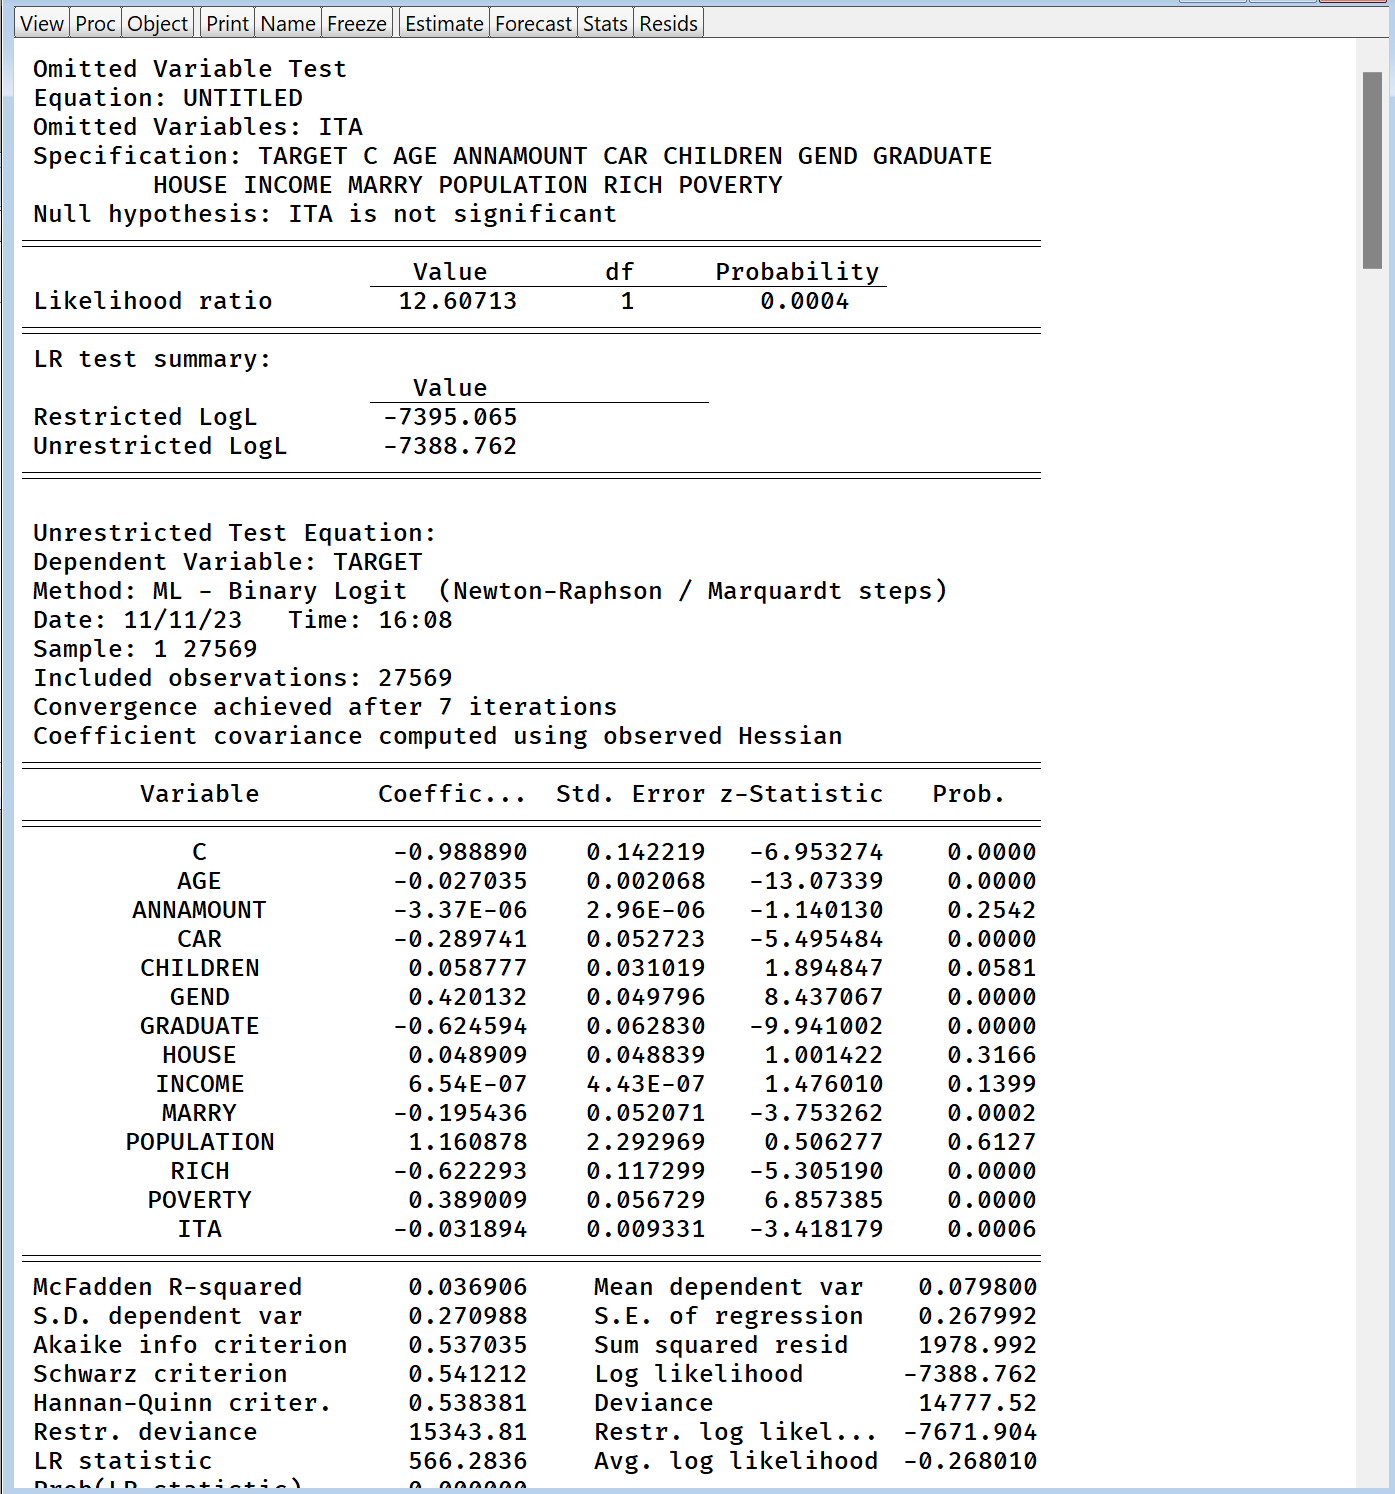 View Proc Object Print Name Freeze Estimate Forecast Stats Resids
Omitted Variable Test
Equation: UNTITLED
Omitted Variables: ITA
Specification: TARGET C AGE ANNAMOUNT CAR CHILDREN GEND GRADUATE
HOUSE INCOME MARRY POPULATION RICH POVERTY
Null hypothesis: ITA is not significant
Value df Probability
Likelihood ratio 12.60713 1 0.0004
LR test summary:
Value
Restricted LogL -7395.065
Unrestricted LogL -7388.762
Unrestricted Test Equation:
Dependent Variable: TARGET
Method: ML - Binary Logit (Newton-Raphson / Marquardt steps)
Date: 11/11/23 Time: 16:08
Sample: 1 27569
Included observations: 27569
Convergence achieved after 7 iterations
Coefficient covariance computed using observed Hessian
Variable Coeffic... Std. Error z-Statistic Prob.
C -0.988890 0.142219 -6.953274 0.0000
AGE -0.027035 0.002068 -13.07339 0.0000
ANNAMOUNT -3.37E-06 2.96E-06 -1.140130 0.2542
CAR -0.289741 0.052723 -5.495484 0.0000
CHILDREN 0.058777 0.031019 1.894847 0.0581
GEND 0.420132 0.049796 8.437067 0.0000
GRADUATE -0.624594 0.062830 -9.941002 0.0000
HOUSE 0.048909 0.048839 1.001422 0.3166
INCOME 6.54E-07 4.43E-07 1.476010 0.1399
MARRY -0.195436 0.052071 -3.753262 0.0002
POPULATION 1.160878 2.292969 0.506277 0.6127
RICH -0.622293 0.117299 -5.305190 0.0000
POVERTY 0.389009 0.056729 6.857385 0.0000
ITA -0.031894 0.009331 -3.418179 0.0006
McFadden R-squared 0.036906 Mean dependent var 0.079800
S.D. dependent var 0.270988 S.E. of regression 0.267992
Akaike info criterion 0.537035 Sum squared resid 1978.992
Schwarz criterion 0.541212 Log likelihood -7388.762
Hannan-Quinn criter. 0.538381 Deviance 14777.52
Restr. deviance 15343.81 Restr. log likel... -7671.904
LR statistic 566.2836 Avg. log likelihood -0.268010
Prob(LR statistic) 0.000000